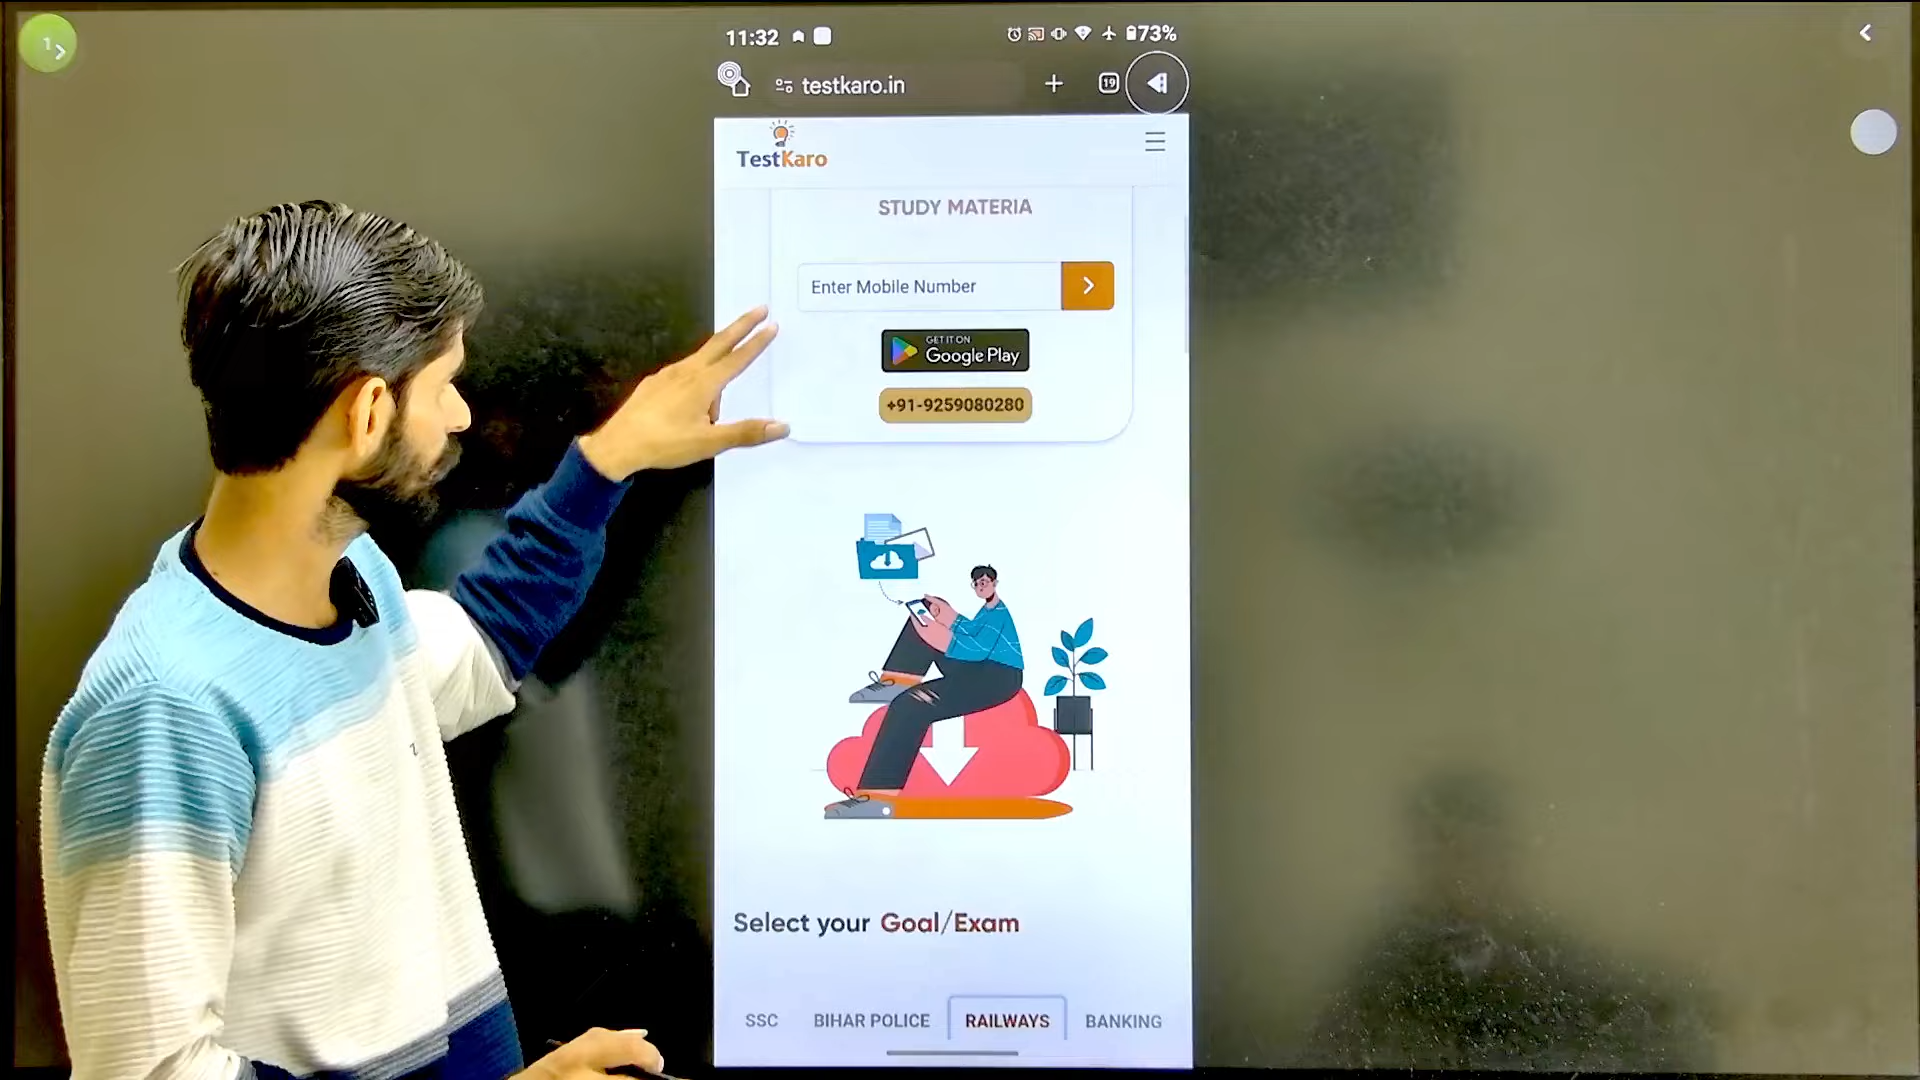 1
11:32
73%
testkaro.in
19
TestKaro
STUDY MATERIA
Enter Mobile Number
GET IT ON
Google Play
+91-9259080280
Select your Goal/Exam
SSC
BIHAR POLICE
RAILWAYS
BANKING